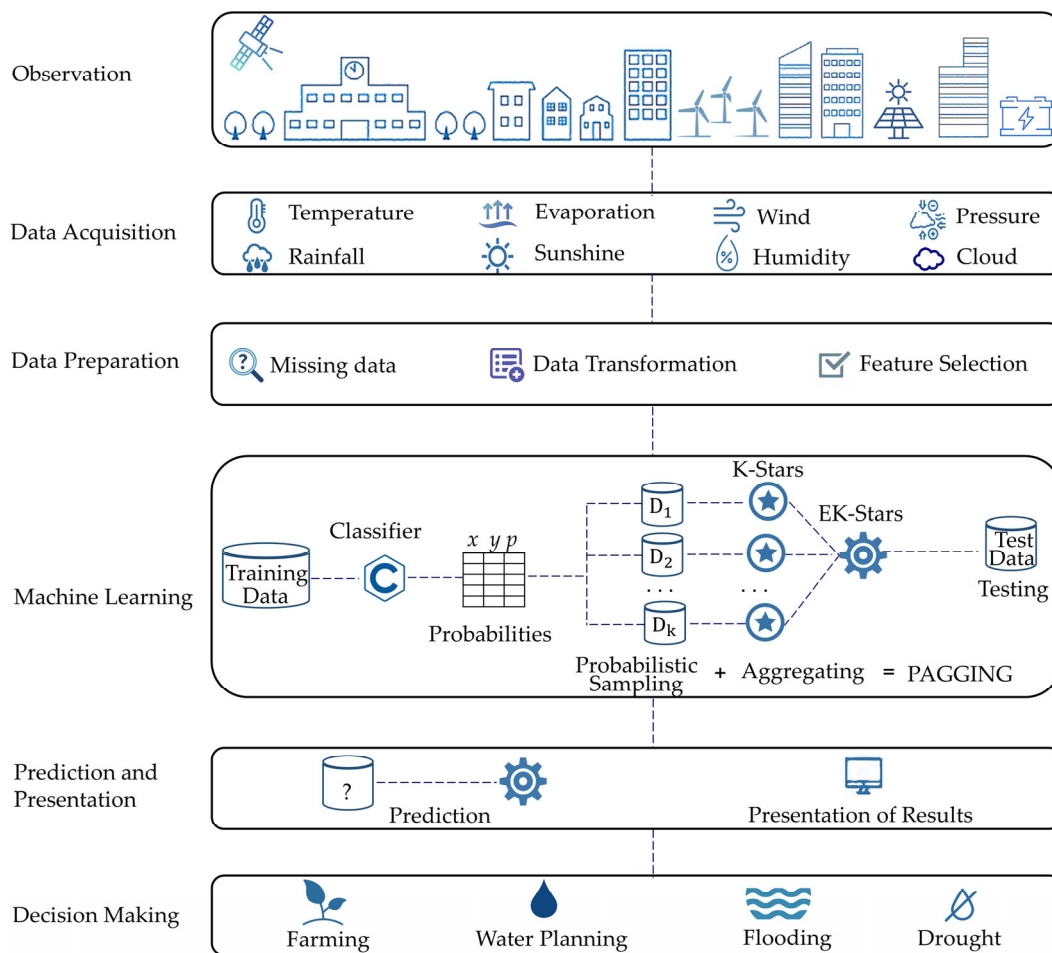 Observation
Data Acquisition
Temperature
Evaporation
Wind
Pressure
Rainfall
Sunshine
%
Humidity
Cloud
Data Preparation
?
Missing data
Data Transformation
Feature Selection
Machine Learning
K-Stars
EK-Stars
Classifier
x y p
D1
D2
. . .
. . .
Dk
Training
Data
C
Probabilities
Test
Data
Testing
Probabilistic
Sampling
+ Aggregating = PAGGING
Prediction and
Presentation
?
Prediction
Presentation of Results
Decision Making
Farming
Water Planning
Flooding
Drought